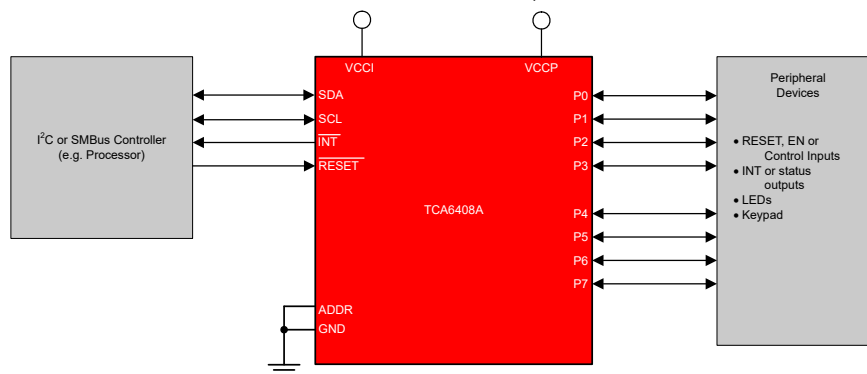 VCCI
VCCP
I²C or SMBus Controller
(e.g. Processor)
SDA
SCL
INT
RESET
TCA6408A
ADDR
GND
P0
P1
P2
P3
P4
P5
P6
P7
Peripheral
Devices
• RESET, EN or
Control Inputs
• INT or status
outputs
• LEDs
• Keypad